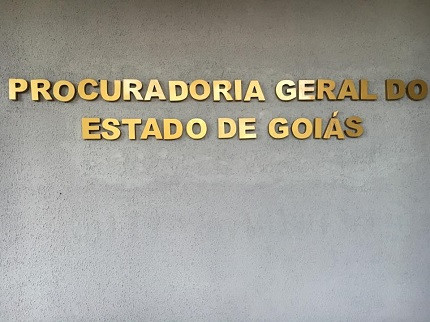 PROCURADORIA GERAL DO
ESTADO DE GOIÁS